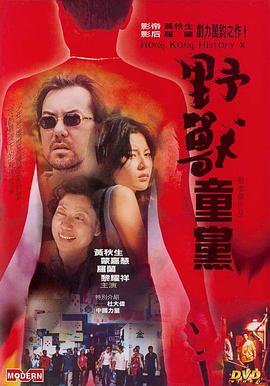 影帝 黃秋生
影后 羅蘭 劇力萬鈞之作!
HONG KONG HISTORY X
野獸童黨
黃秋生
蒙嘉慧
羅蘭
黎耀祥
主演
特別介紹
杜大偉
中國力量
MODERN
DVD